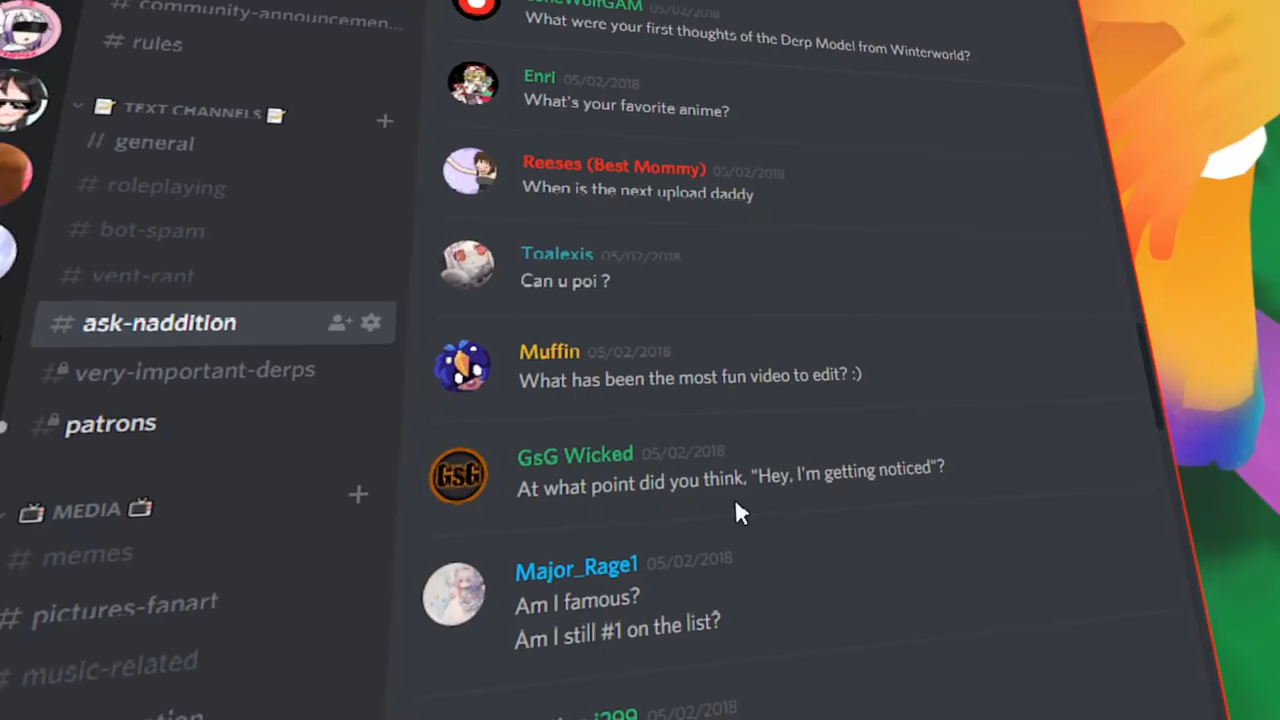 # community-announcemen...
# rules
TEXT CHANNELS
general
# roleplaying
# bot-spam
# vent-rant
# ask-naddition
# very-important-derps
# patrons
MEDIA
# memes
# pictures-fanart
# music-related
05/02/2018
What were your first thoughts of the Derp Model from Winterworld?
Enri 05/02/2018
What's your favorite anime?
Reeses (Best Mommy) 05/02/2018
When is the next upload daddy
Toalexis 05/02/2018
Can u poi ?
Muffin 05/02/2018
What has been the most fun video to edit? :)
GsG
GsG Wicked 05/02/2018
At what point did you think, "Hey, I'm getting noticed"?
Major_Rage1 05/02/2018
Am I famous?
Am I still #1 on the list?
05/02/2018